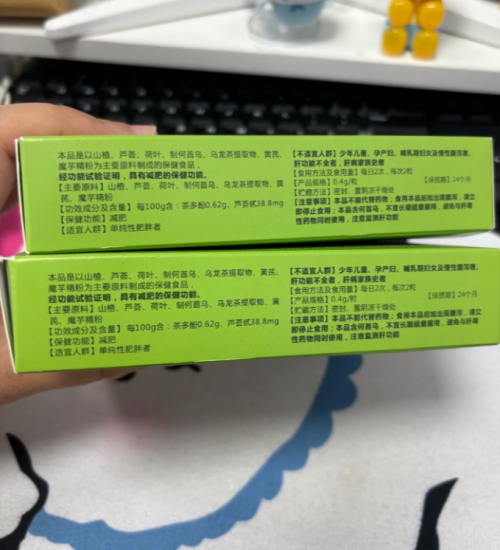 本品是以山楂、芦荟、荷叶、制何首乌、乌龙茶提取物、黄芪、
魔芋精粉为主要原料制成的保健食品，
经功能试验证明，具有减肥的保健功能。
【主要原料】山楂、芦荟、荷叶、制何首乌、乌龙茶提取物、黄
芪、魔芋精粉
【功效成分及含量】每100g含：茶多酚0.62g、芦荟甙38.8mg
【保健功能】减肥
【适宜人群】单纯性肥胖者
【不适宜人群】少年儿童、孕产妇、哺乳期妇女及慢性腹泻者、
肝功能不全者，肝病家族史者
【食用方法及食用量】每日2次，每次2粒
【产品规格】0.4g/粒
【保质期】24个月
【贮藏方法】密封，置阴凉干燥处
【注意事项】本品不能代替药物；食用本品后如出现腹泻，请立
即停止食用；本品含何首乌，不宜长期超量服用，避免与肝毒
性药物同时使用，注意监测肝功能
本品是以山楂、芦荟、荷叶、制何首乌、乌龙茶提取物、黄芪、
魔芋精粉为主要原料制成的保健食品，
经功能试验证明，具有减肥的保健功能。
【主要原料】山楂、芦荟、荷叶、制何首乌、乌龙茶提取物、黄
芪、魔芋精粉
【功效成分及含量】每100g含：茶多酚0.62g、芦荟甙38.8mg
【保健功能】减肥
【适宜人群】单纯性肥胖者
【不适宜人群】少年儿童、孕产妇、哺乳期妇女及慢性腹泻者、
肝功能不全者，肝病家族史者
【食用方法及食用量】每日2次，每次2粒
【产品规格】0.4g/粒
【保质期】24个月
【贮藏方法】密封，置阴凉干燥处
【注意事项】本品不能代替药物；食用本品后如出现腹泻，请立
即停止食用；本品含何首乌，不宜长期超量服用，避免与肝毒
性药物同时使用，注意监测肝功能